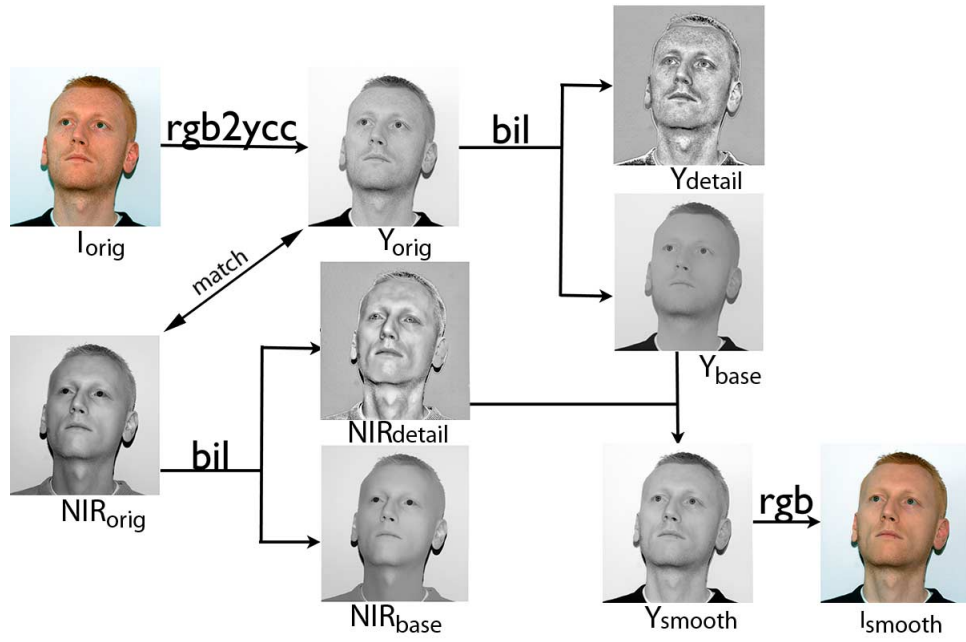 rgb2ycc
bil
Ydetail
Iorig
Yorig
match
Ybase
NIRdetail
bil
NIRorig
rgb
NIRbase
Ysmooth
Ismooth